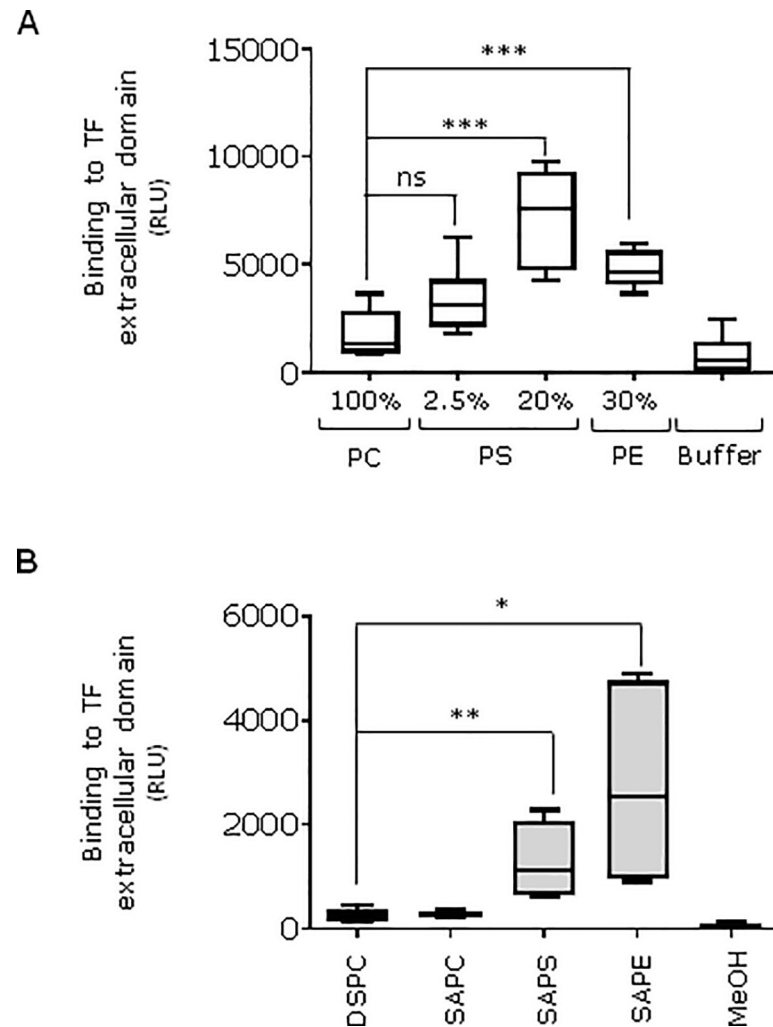 A
Binding to TF
extracellular domain
(RLU)
15000
10000
5000
0
***
***
ns
100% 2.5% 20% 30%
PC PS PE Buffer
B
Binding to TF
extracellular domain
(RLU)
6000
4000
2000
0
*
**
DSPC
SAPC
SAPS
SAPE
MeOH